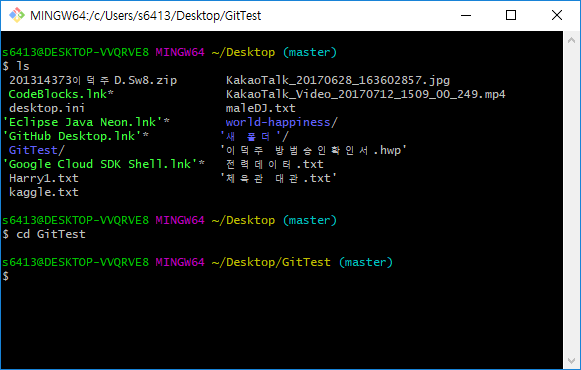 MINGW64:/c/Users/s6413/Desktop/GitTest
s6413@DESKTOP-VVQRVE8 MINGW64 ~/Desktop (master)
$ ls
201314373이덕주D.Sw8.zip KakaoTalk_20170628_163602857.jpg
CodeBlocks.lnk* KakaoTalk_Video_20170712_1509_00_249.mp4
desktop.ini maleDJ.txt
'Eclipse Java Neon.lnk'* world-happiness/
'GitHub Desktop.lnk'* '새 폴더'/
GitTest/ '이덕주 방범승인확인서.hwp'
'Google Cloud SDK Shell.lnk'* 전력데이터.txt
Harry1.txt '체육관 대관.txt'
kaggle.txt
s6413@DESKTOP-VVQRVE8 MINGW64 ~/Desktop (master)
$ cd GitTest
s6413@DESKTOP-VVQRVE8 MINGW64 ~/Desktop/GitTest (master)
$